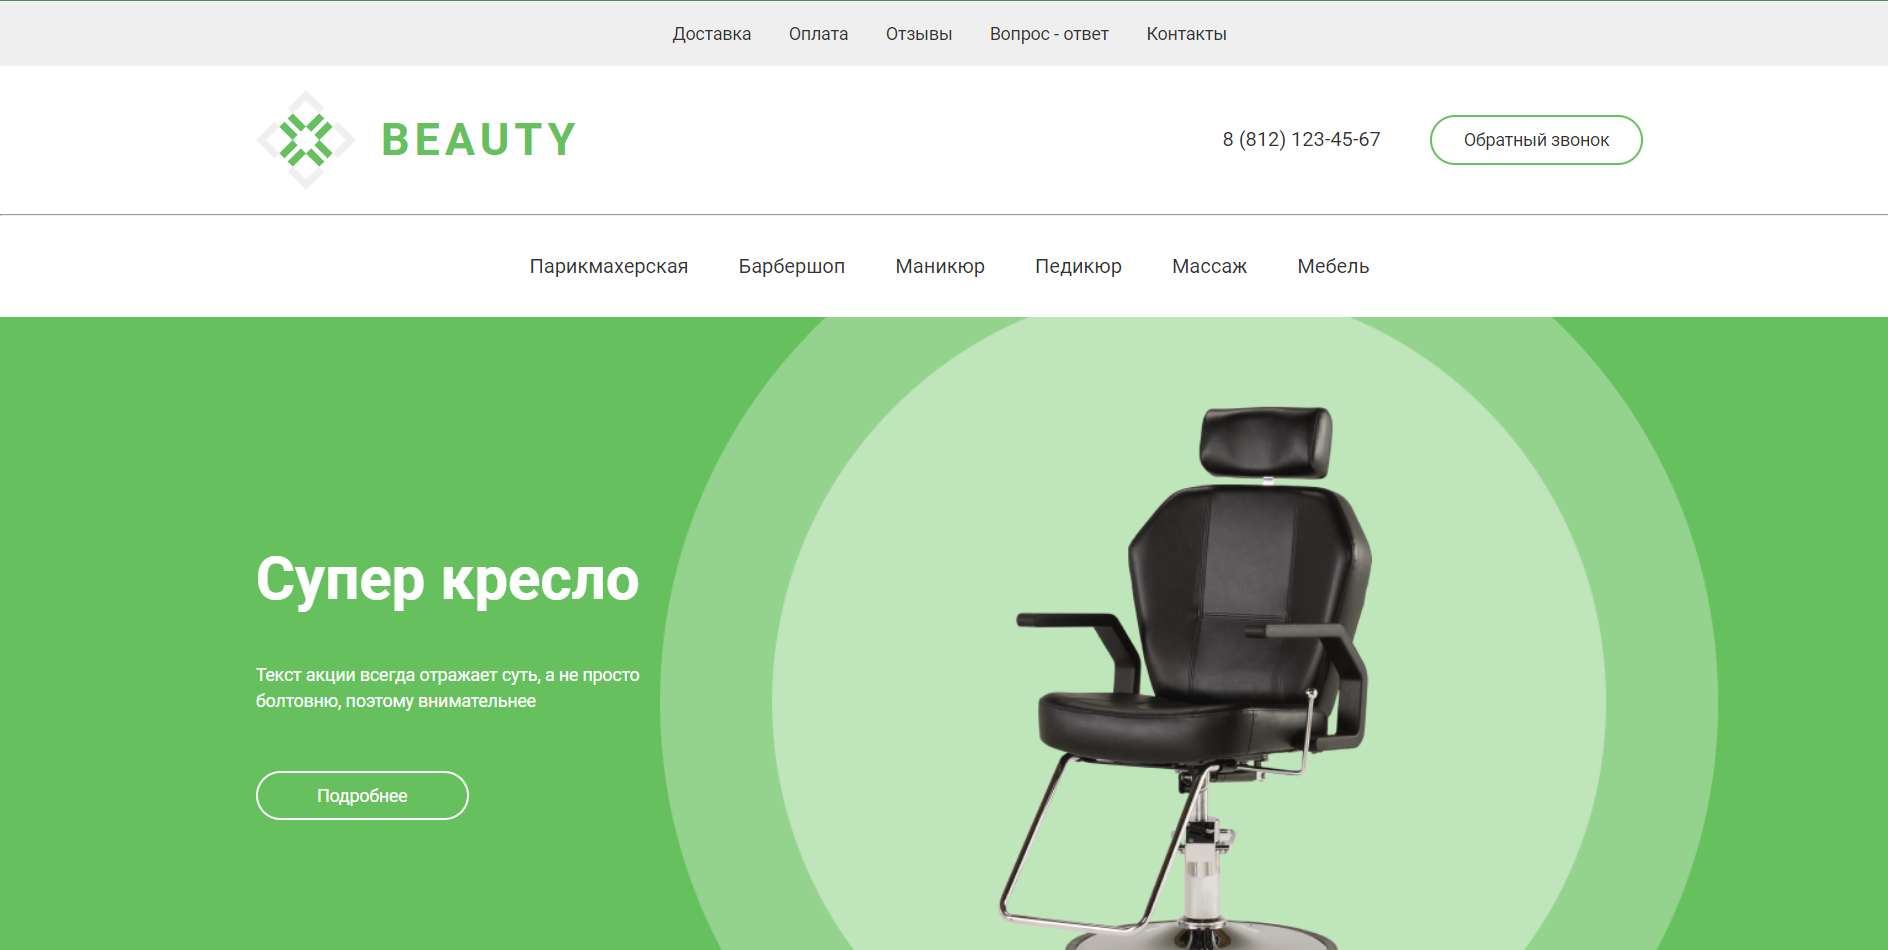 Доставка Оплата Отзывы Вопрос - ответ Контакты
BEAUTY
8 (812) 123-45-67
Обратный звонок
Парикмахерская Барбершоп Маникюр Педикюр Массаж Мебель
Супер кресло
Текст акции всегда отражает суть, а не просто
болтовню, поэтому внимательнее
Подробнее